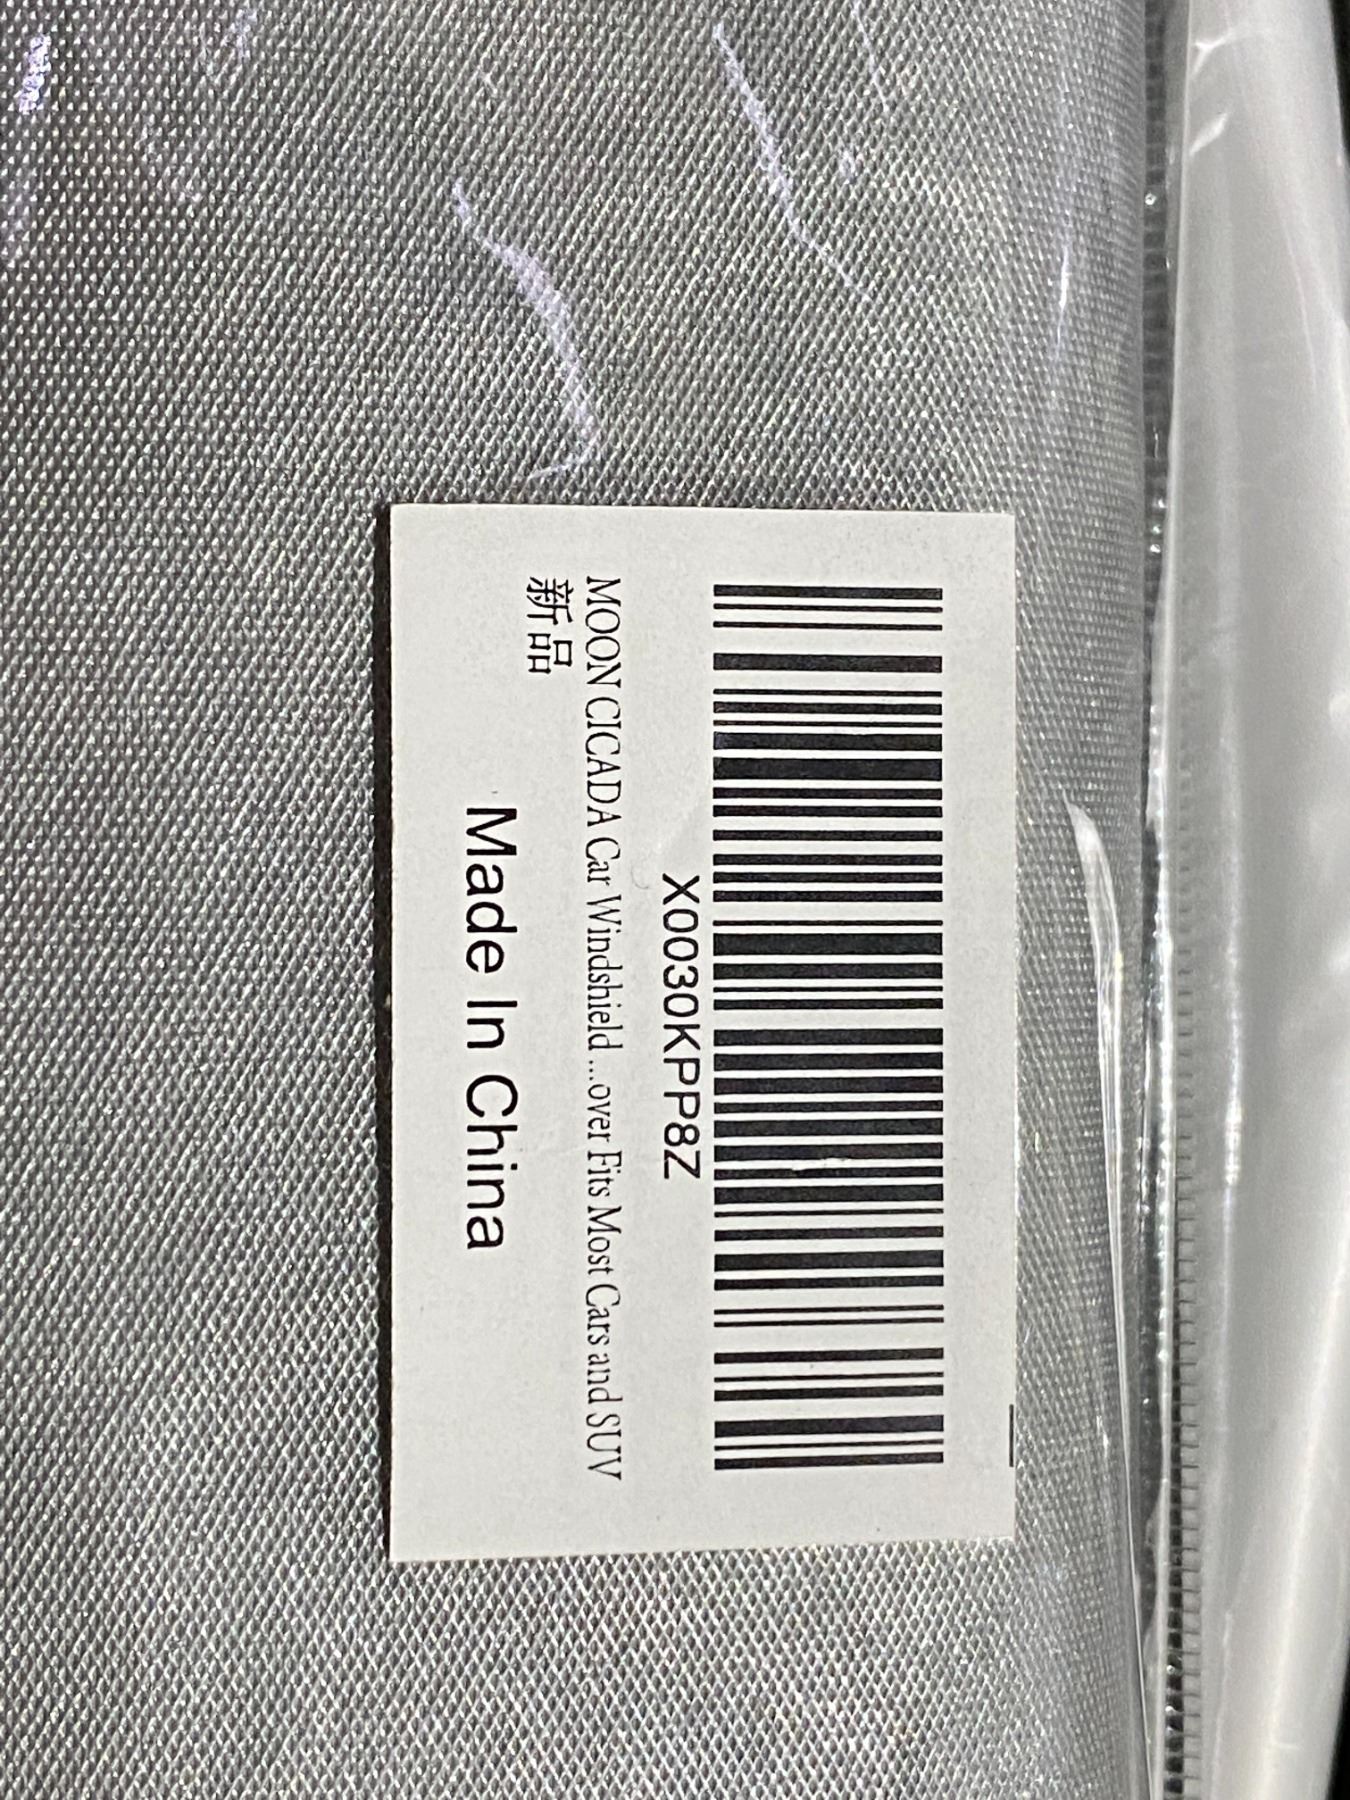 X0030KPP8Z
MOON CICADA Car Windshield ...over Fits Most Cars and SUV
新品
Made In China